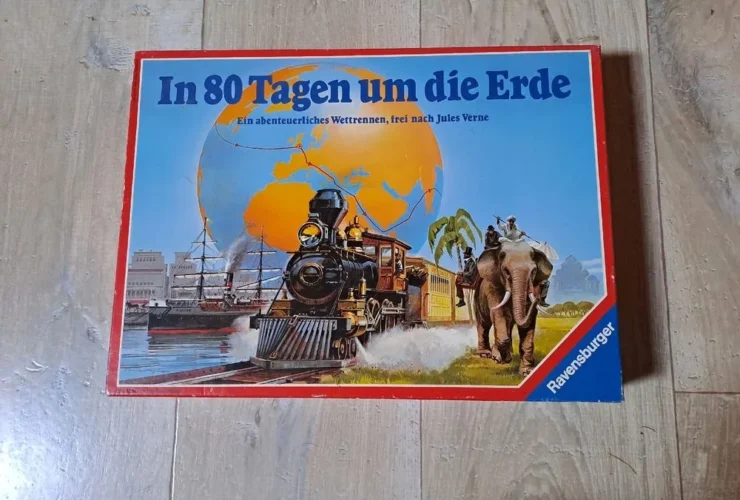 In 80 Tagen um die Erde
Ein abenteuerliches Wettrennen, frei nach Jules Verne
Ravensburger